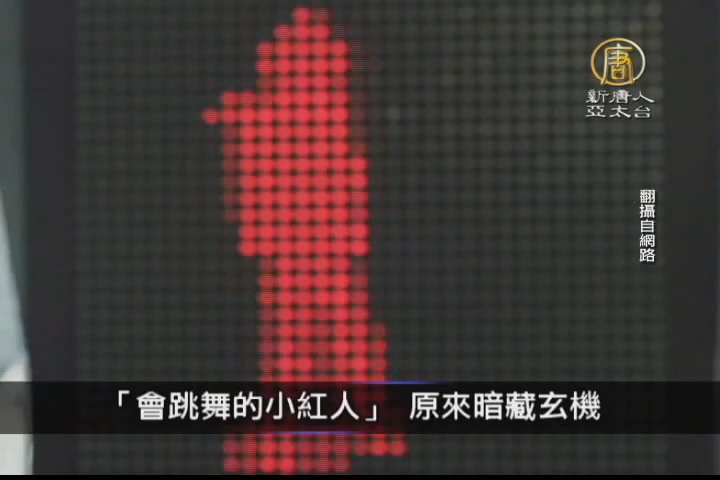 唐
新唐人
亞太台
翻攝自網路
「會跳舞的小紅人」 原來暗藏玄機